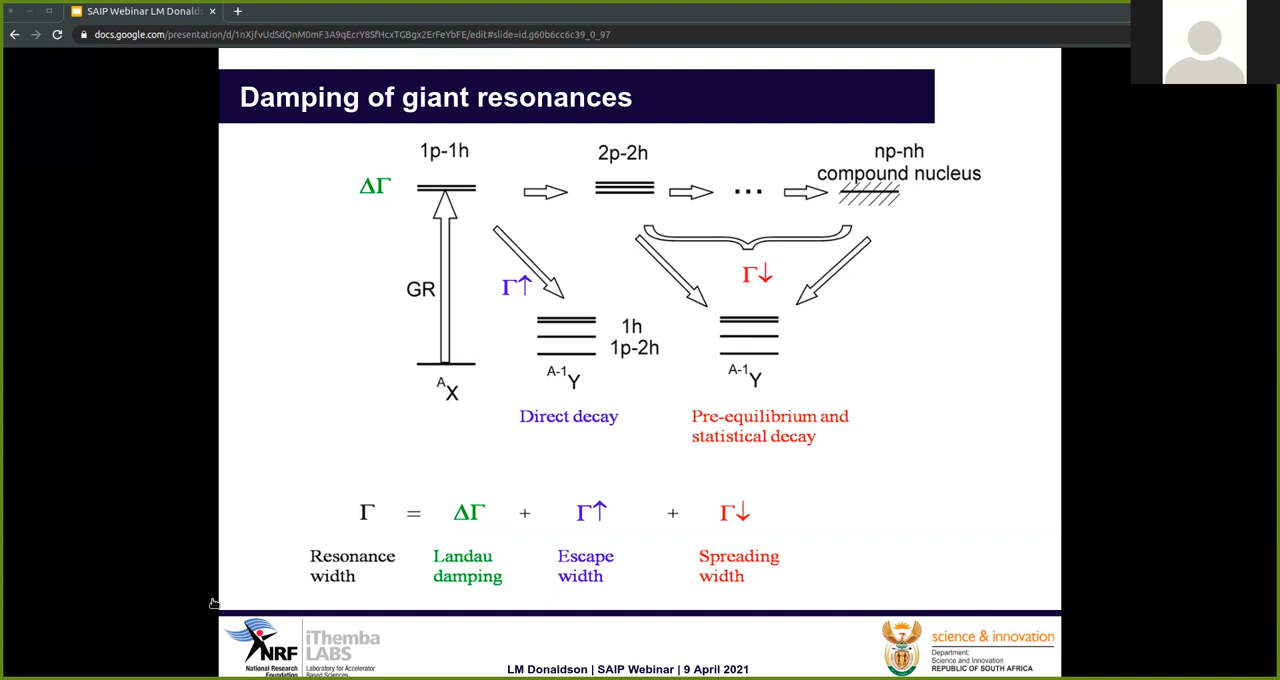 SAIP Webinar LM Donalds
docs.google.com/presentation/d/1nXjfvUdSdQnM0mF3A9qEcrY8SfHcxTGBgx2ErFeYbFE/edit#slide=id.g60b6cc6c39_0_97
Damping of giant resonances
1p-1h
2p-2h
np-nh
compound nucleus
ΔΓ
...
GR
Γ↑
Γ↓
1h
1p-2h
A X
A-1 Y
A-1 Y
Direct decay
Pre-equilibrium and
statistical decay
Γ = ΔΓ + Γ↑ + Γ↓
Resonance width
Landau damping
Escape width
Spreading width
NRF
National Research
Foundation
iThemba
LABS
Laboratory for Accelerator
Based Sciences
LM Donaldson | SAIP Webinar | 9 April 2021
science & innovation
Department:
Science and Innovation
REPUBLIC OF SOUTH AFRICA